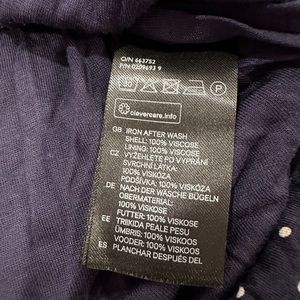 O/N 663752
P/N 0209693 9
P
clevercare.info
GB IRON AFTER WASH
SHELL: 100% VISCOSE
LINING: 100% VISCOSE
CZ VYŽEHLETE PO VYPRÁNÍ
SVRCHNÍ LÁTKA:
100% VISKÓZA
PODŠÍVKA: 100% VISKÓZA
DE NACH DER WÄSCHE BÜGELN
OBERMATERIAL:
100% VISKOSE
FUTTER: 100% VISKOSE
EE TRIIKIDA PEALE PESU
ÜMBRIS: 100% VISKOOS
VOODER: 100% VISKOOS
ES PLANCHAR DESPUÉS DEL